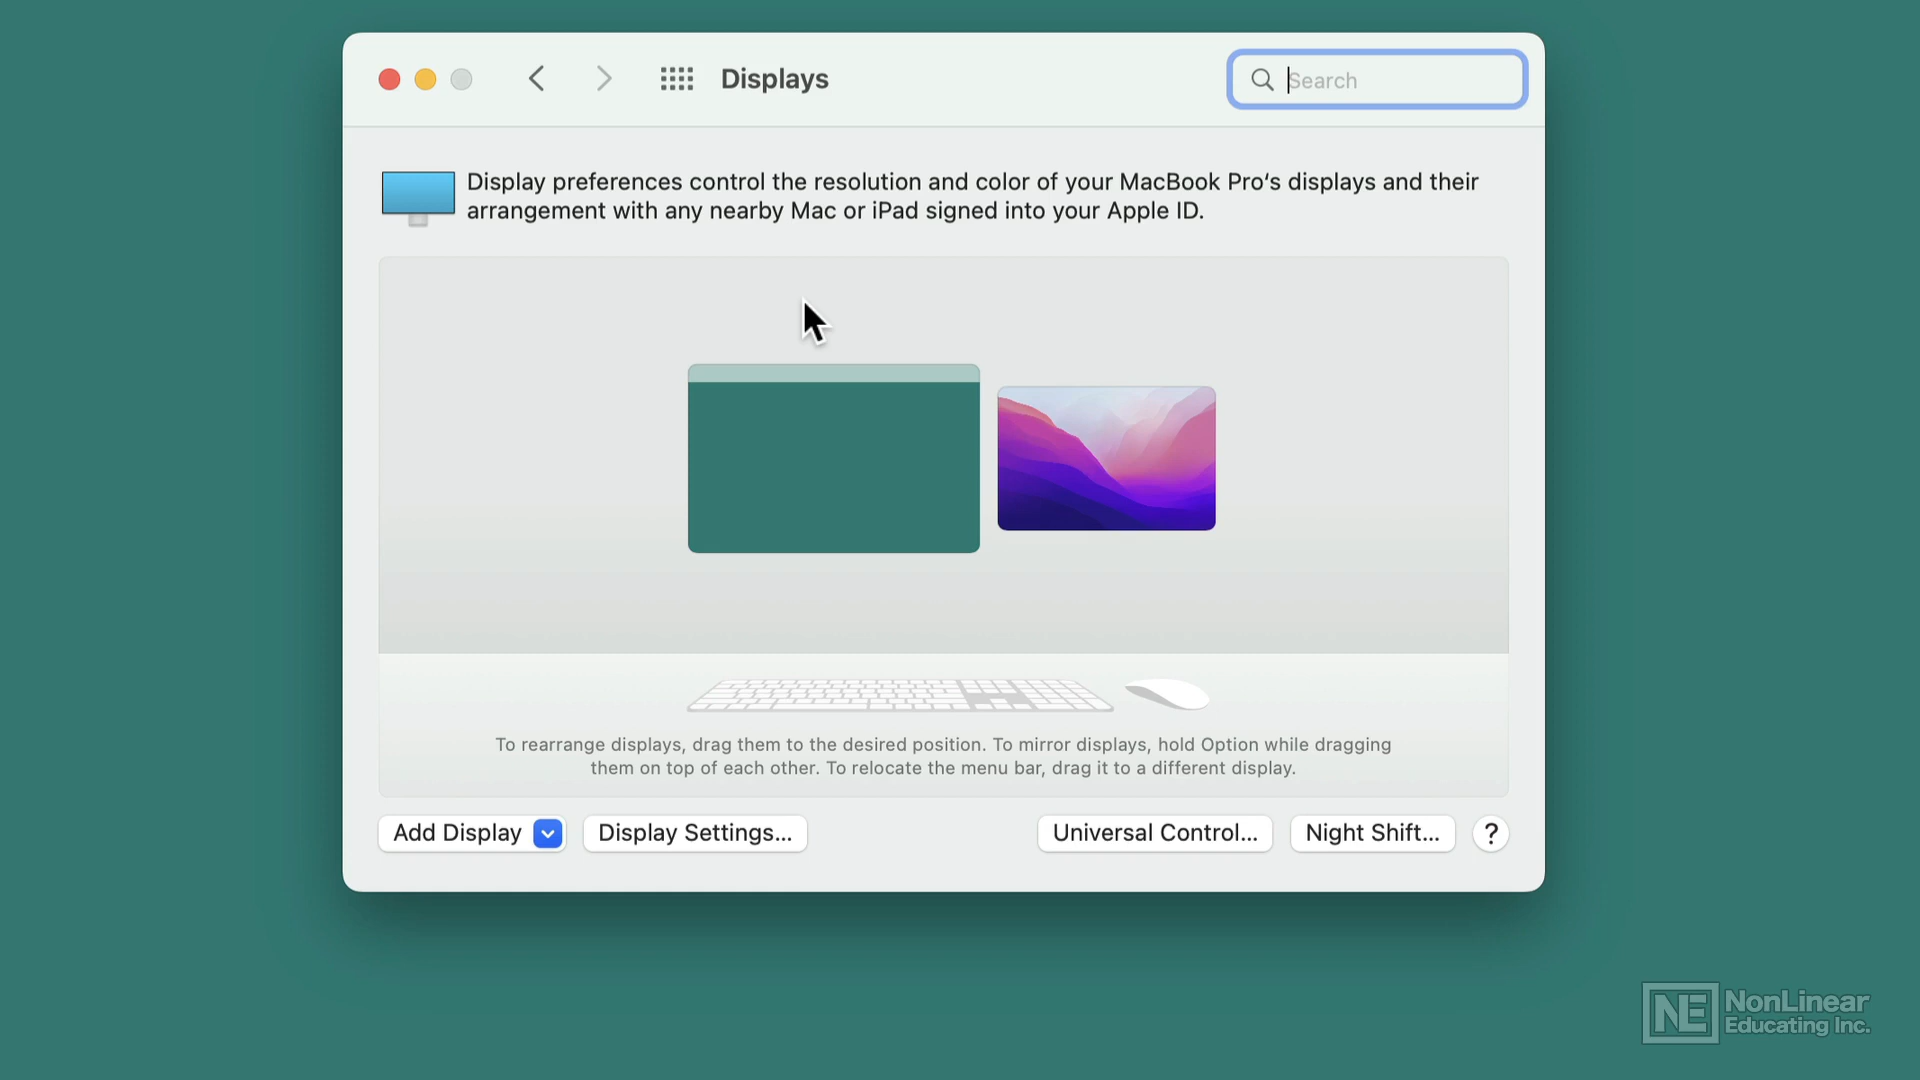 Displays
Search
Display preferences control the resolution and color of your MacBook Pro‘s displays and their
arrangement with any nearby Mac or iPad signed into your Apple ID.
To rearrange displays, drag them to the desired position. To mirror displays, hold Option while dragging
them on top of each other. To relocate the menu bar, drag it to a different display.
Add Display
Display Settings...
Universal Control...
Night Shift...
?
NE NonLinear
Educating Inc.